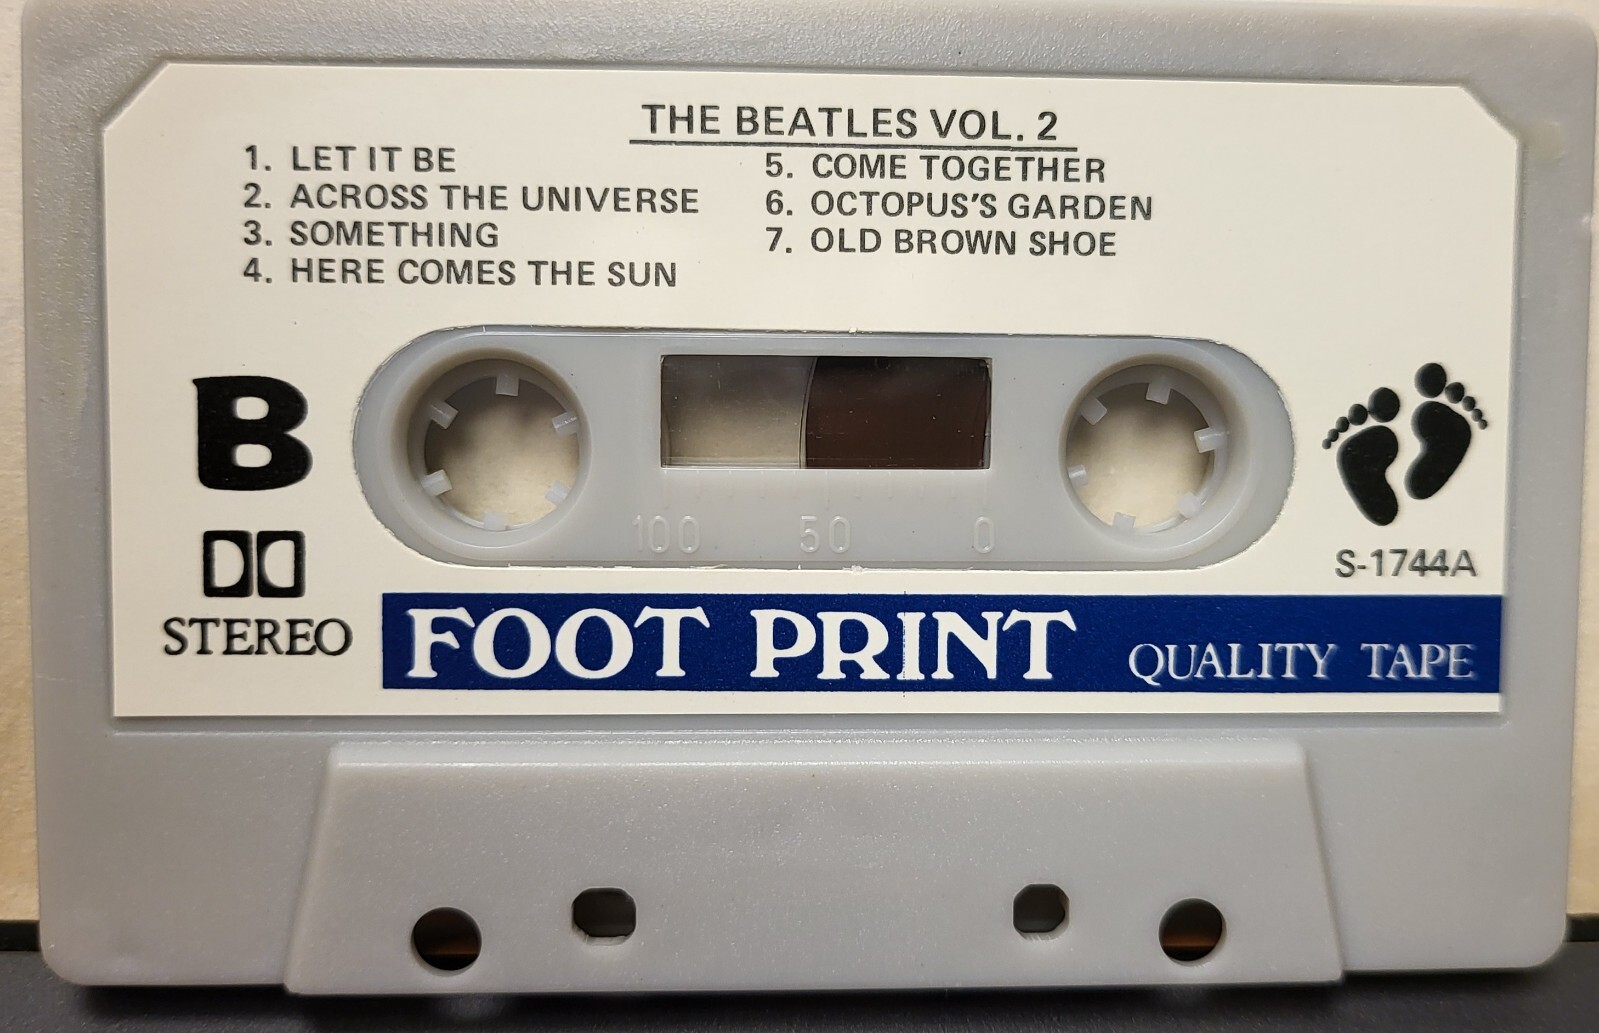 THE BEATLES VOL. 2
1. LET IT BE
2. ACROSS THE UNIVERSE
3. SOMETHING
4. HERE COMES THE SUN
5. COME TOGETHER
6. OCTOPUS'S GARDEN
7. OLD BROWN SHOE
B
100 50 0
S-1744A
STEREO
FOOT PRINT QUALITY TAPE